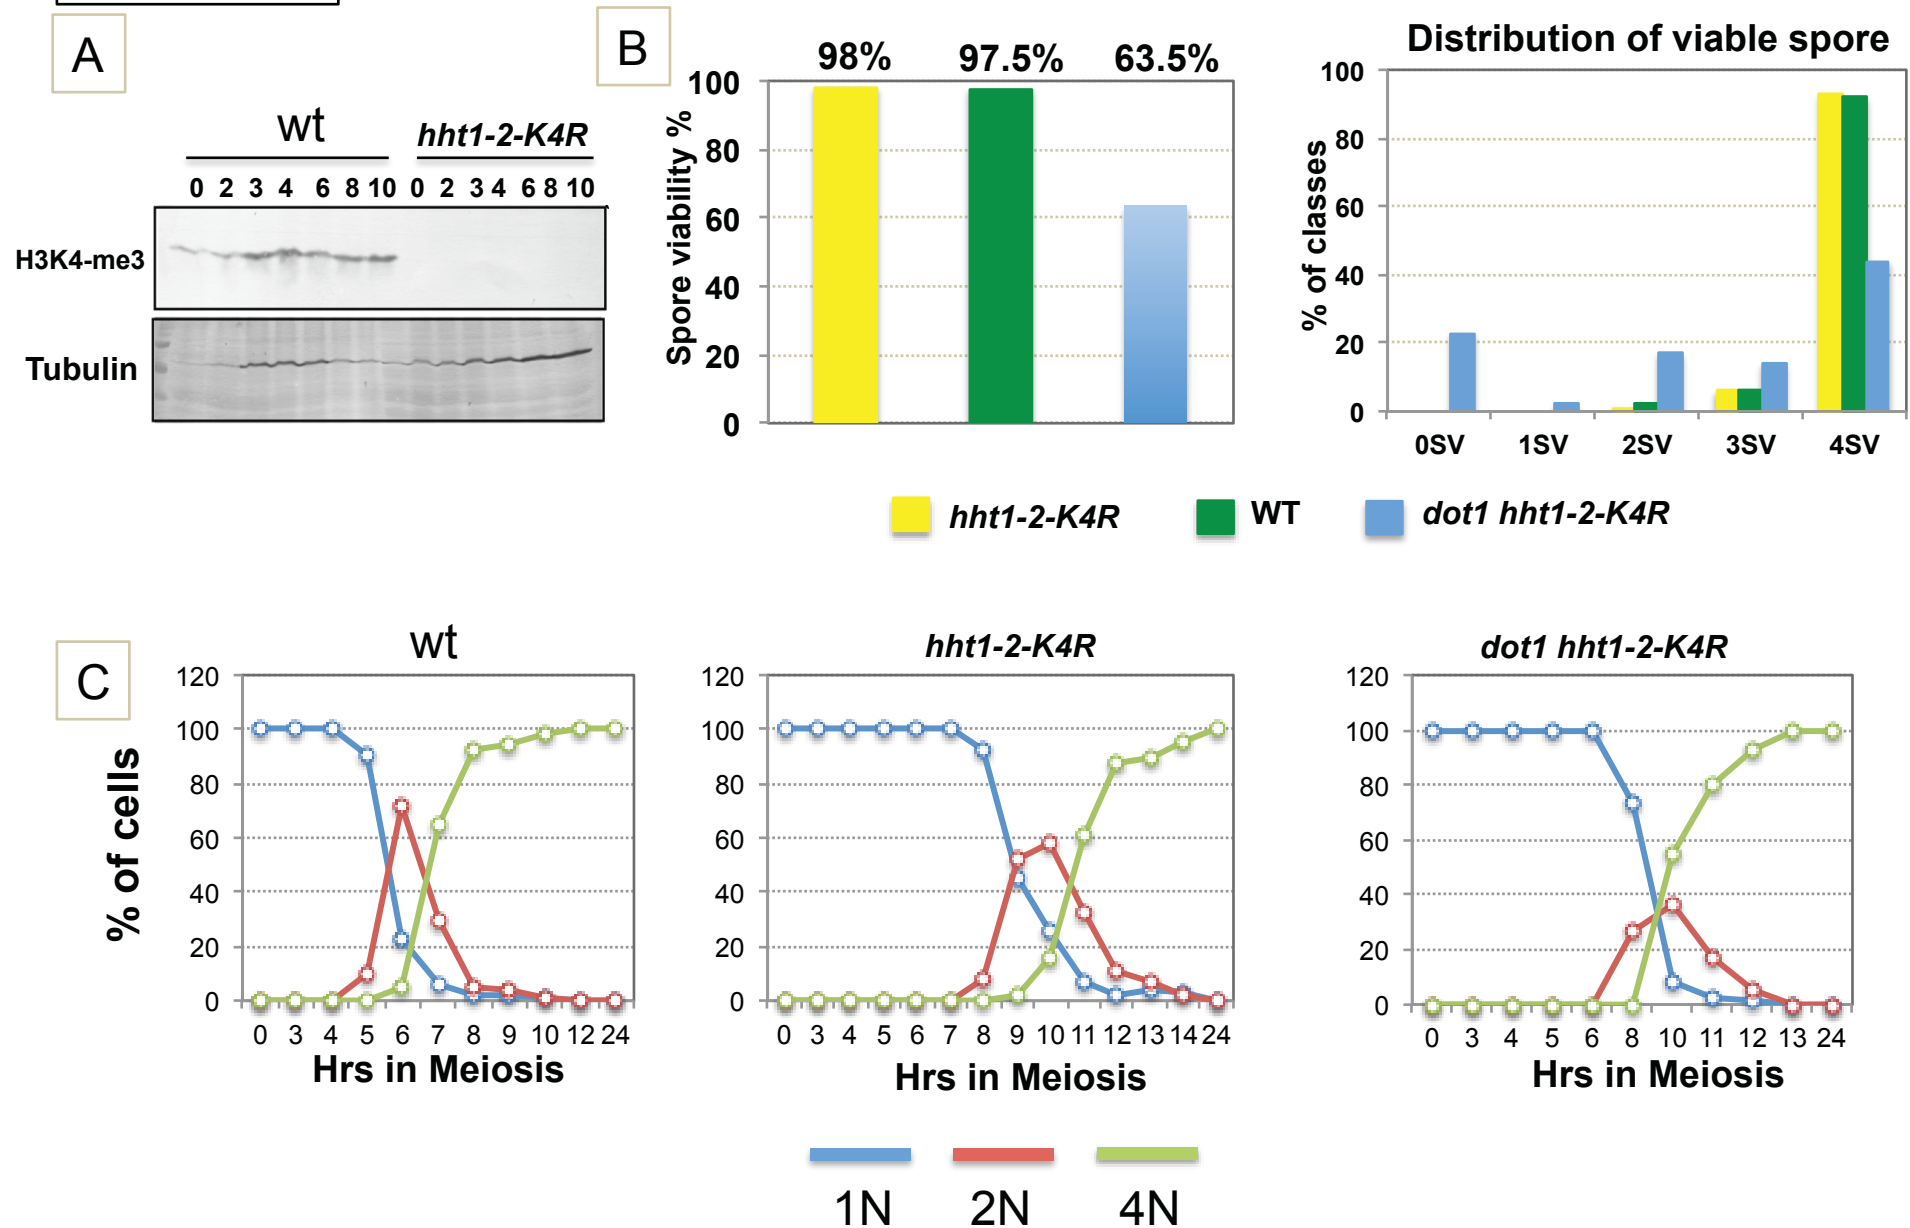 A
wt
hht1-2-K4R
0 2 3 4 6 8 10 0 2 3 4 6 8 10
H3K4-me3
Tubulin
B
98% 97.5% 63.5%
Spore viability %
100
80
60
40
20
0
Distribution of viable spore
% of classes
100
80
60
40
20
0
0SV 1SV 2SV 3SV 4SV
hht1-2-K4R WT dot1 hht1-2-K4R
C
% of cells
wt
120
100
80
60
40
20
0
0 3 4 5 6 7 8 9 10 12 24
Hrs in Meiosis
hht1-2-K4R
120
100
80
60
40
20
0
0 3 4 5 6 7 8 9 10 11 12 13 14 24
Hrs in Meiosis
dot1 hht1-2-K4R
120
100
80
60
40
20
0
0 3 4 5 6 8 10 11 12 13 24
Hrs in Meiosis
1N 2N 4N